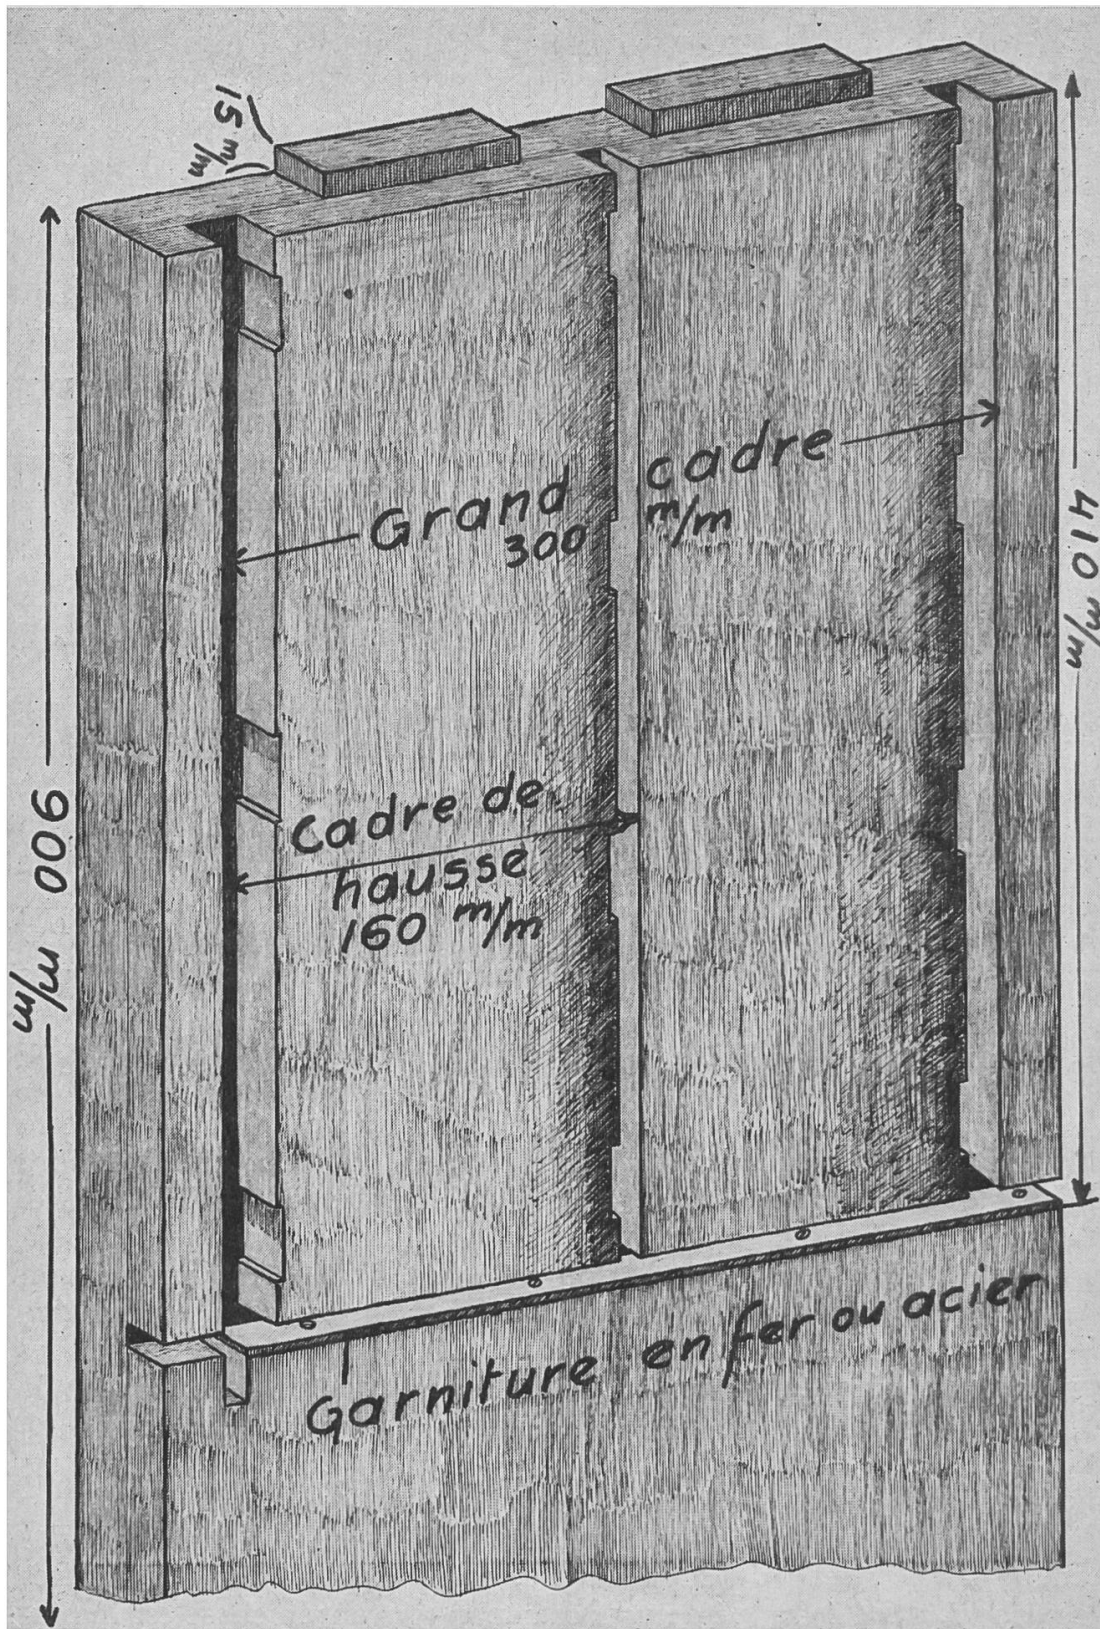 15 m/m
Grand cadre
300 m/m
410 m/m
Cadre de
hausse
160 m/m
900 m/m
Garniture en fer ou acier